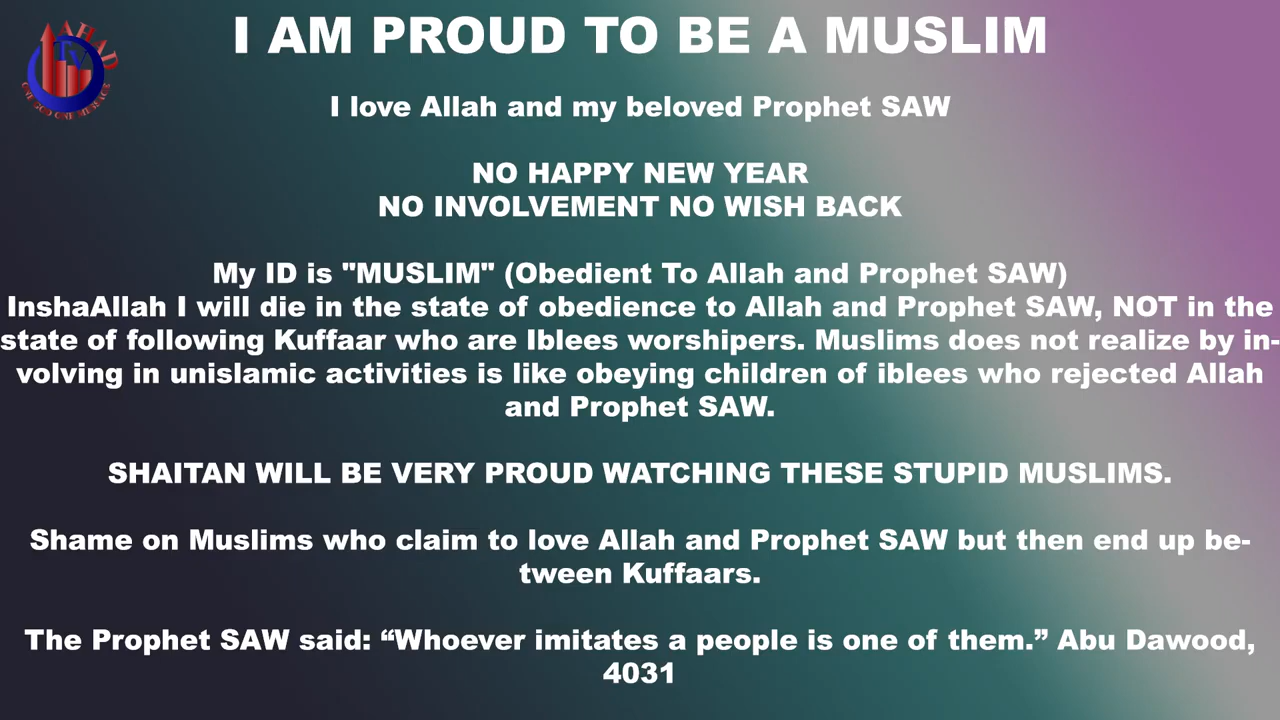 AHAD
TV
ONE GOD ONE MESSAGE
I AM PROUD TO BE A MUSLIM
I love Allah and my beloved Prophet SAW
NO HAPPY NEW YEAR
NO INVOLVEMENT NO WISH BACK
My ID is "MUSLIM" (Obedient To Allah and Prophet SAW)
InshaAllah I will die in the state of obedience to Allah and Prophet SAW, NOT in the
state of following Kuffaar who are Iblees worshipers. Muslims does not realize by in-
volving in unislamic activities is like obeying children of iblees who rejected Allah
and Prophet SAW.
SHAITAN WILL BE VERY PROUD WATCHING THESE STUPID MUSLIMS.
Shame on Muslims who claim to love Allah and Prophet SAW but then end up be-
tween Kuffaars.
The Prophet SAW said: “Whoever imitates a people is one of them.” Abu Dawood,
4031